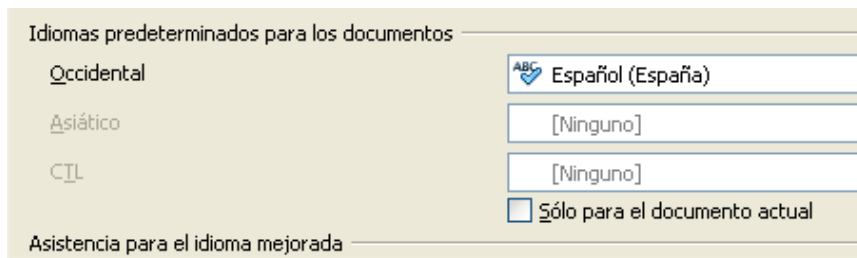 Idiomas predeterminados para los documentos
Occidental ABC Español (España)
Asiático [Ninguno]
CTL [Ninguno]
Sólo para el documento actual
Asistencia para el idioma mejorada